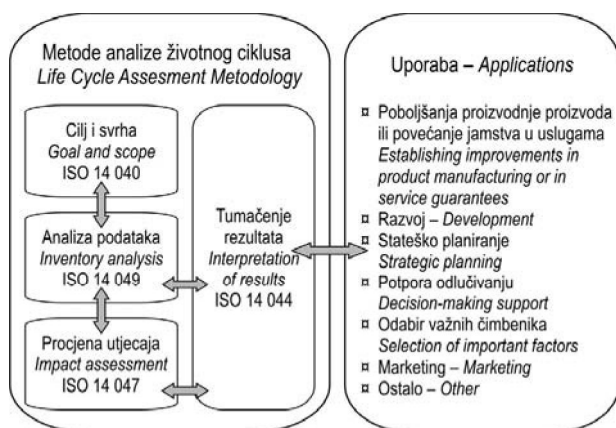 Metode analize životnog ciklusa
Life Cycle Assesment Methodology
Cilj i svrha
Goal and scope
ISO 14 040
Analiza podataka
Inventory analysis
ISO 14 049
Procjena utjecaja
Impact assessment
ISO 14 047
Tumačenje
rezultata
Interpretation
of results
ISO 14 044
Uporaba – Applications
¤ Poboljšanja proizvodnje proizvoda
ili povećanje jamstva u uslugama
Establishing improvements in
product manufacturing or in
service guarantees
¤ Razvoj – Development
¤ Stateško planiranje
Strategic planning
¤ Potpora odlučivanju
Decision-making support
¤ Odabir važnih čimbenika
Selection of important factors
¤ Marketing – Marketing
¤ Ostalo – Other